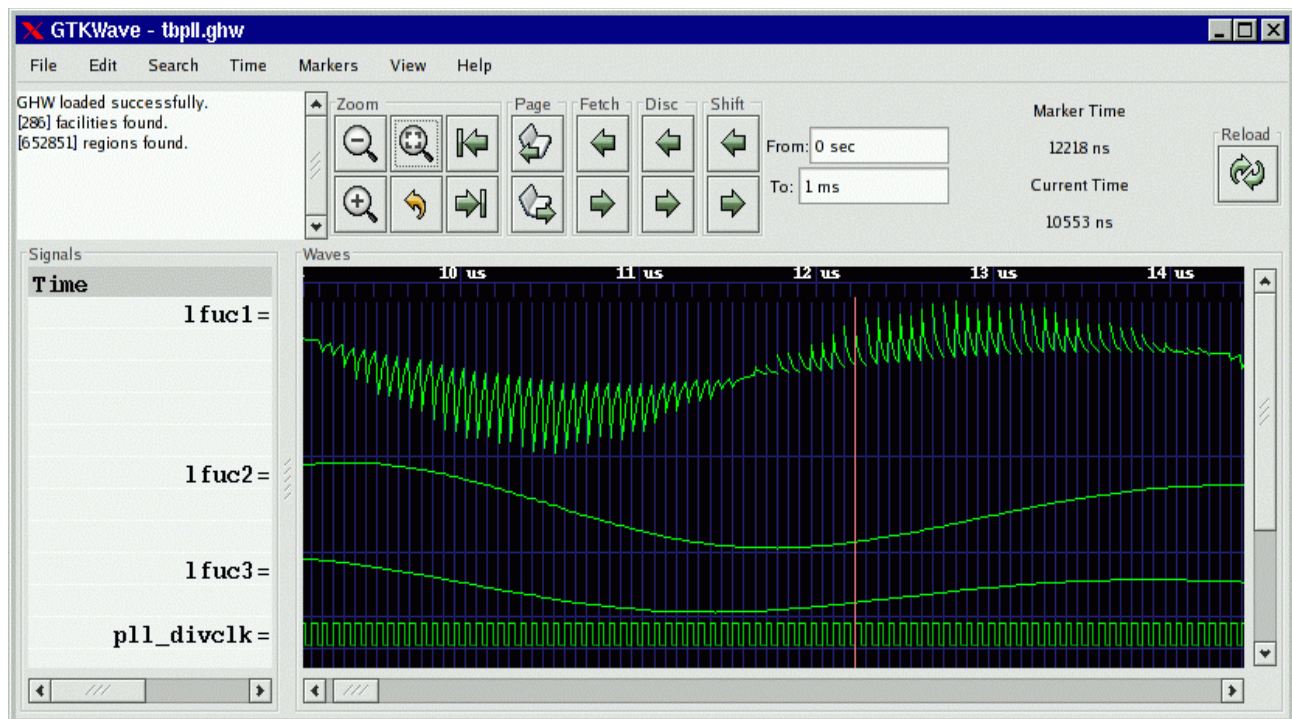 GTKWave - tbpll.ghw
File Edit Search Time Markers View Help
GHW loaded successfully.
[286] facilities found.
[652851] regions found.
Zoom Page Fetch Disc Shift
From: 0 sec
To: 1 ms
Marker Time
12218 ns
Current Time
10553 ns
Reload
Signals
Time
lfuc1=
lfuc2=
lfuc3=
pll_divclk=
Waves
10 us 11 us 12 us 13 us 14 us